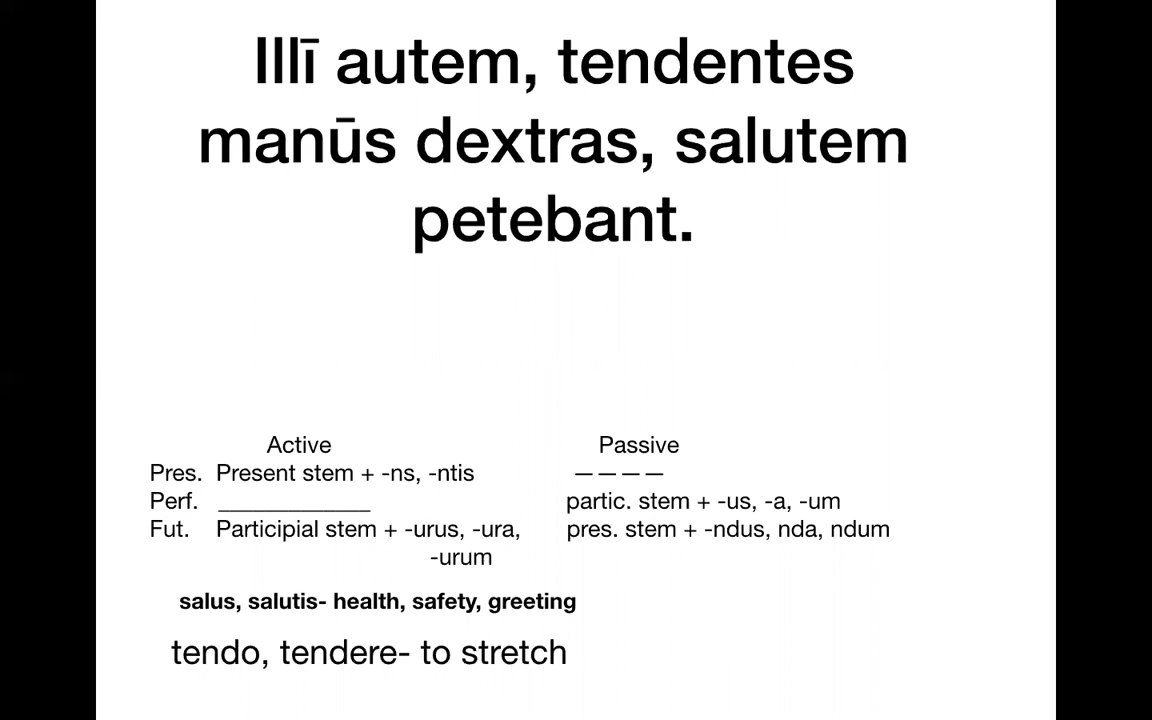 Illī autem, tendentes
manūs dextras, salutem
petebant.
Active Passive
Pres. Present stem + -ns, -ntis — — — —
Perf. _____________ partic. stem + -us, -a, -um
Fut. Participial stem + -urus, -ura, pres. stem + -ndus, nda, ndum
-urum
salus, salutis- health, safety, greeting
tendo, tendere- to stretch